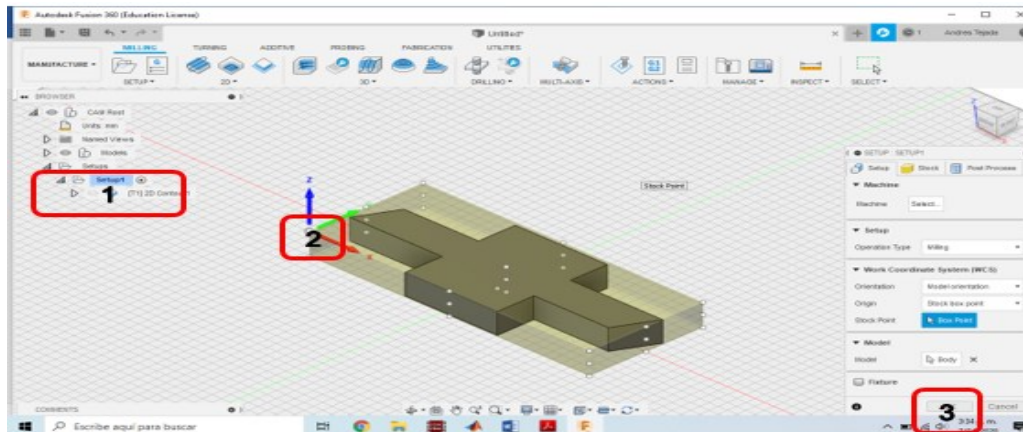 Autodesk Fusion 360 (Education License)
Untitled*
1
Andres Tejada
MILLING TURNING ADDITIVE PROBING FABRICATION UTILITIES
MANUFACTURE
SETUP 2D 3D DRILLING MULTI-AXIS ACTIONS MANAGE INSPECT SELECT
BROWSER
CAM Root
Units: mm
Named Views
Models
Setups
Setup1
[T1] 2D Contour
1
2
3
Z
X
Stock Point
SETUP : SETUP1
Setup Stock Post Process
Machine
Machine Select...
Setup
Operation Type Milling
Work Coordinate System (WCS)
Orientation Model orientation
Origin Stock box point
Stock Point Box Point
Model
Model Body
Fixture
Cancel
COMMENTS
Escribe aquí para buscar
3:34 p. m.